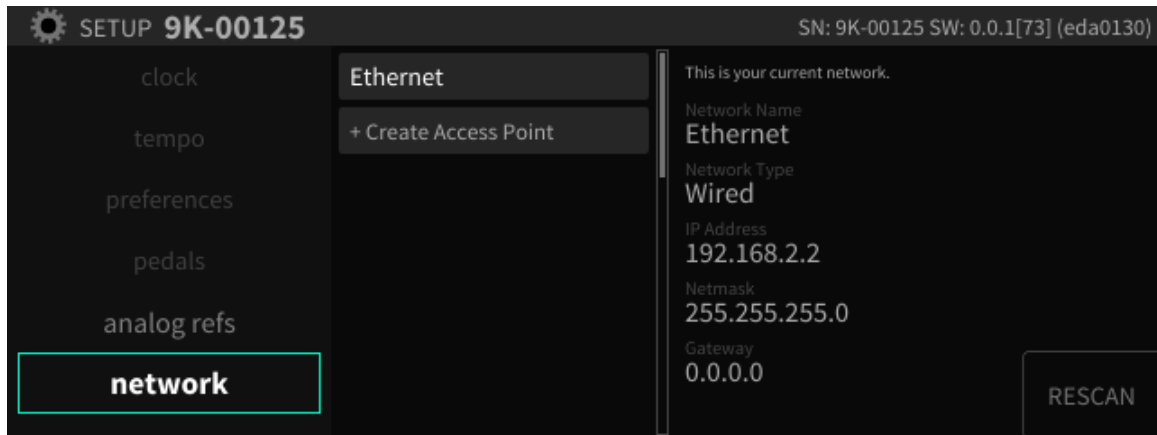 SETUP 9K-00125
SN: 9K-00125 SW: 0.0.1[73] (eda0130)
clock
tempo
preferences
pedals
analog refs
network
Ethernet
+ Create Access Point
This is your current network.
Network Name
Ethernet
Network Type
Wired
IP Address
192.168.2.2
Netmask
255.255.255.0
Gateway
0.0.0.0
RESCAN